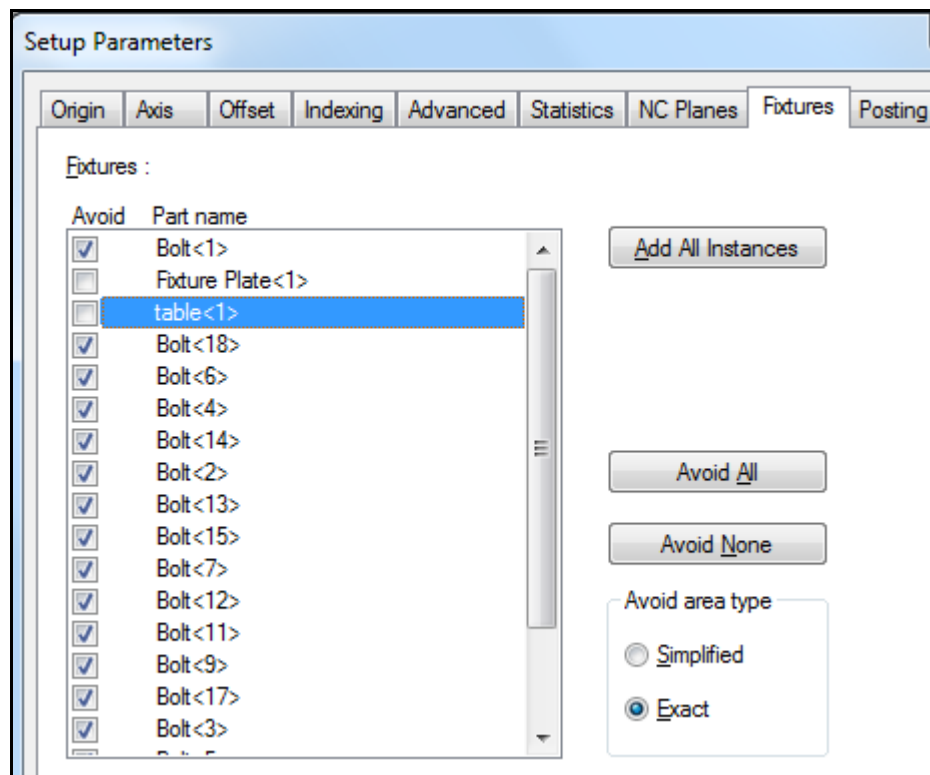 Setup Parameters
Origin Axis Offset Indexing Advanced Statistics NC Planes Fixtures Posting
Fixtures :
Avoid Part name
Bolt<1>
Add All Instances
Fixture Plate<1>
table<1>
Bolt<18>
Bolt<6>
Bolt<4>
Bolt<14>
Bolt<2>
Avoid All
Bolt<13>
Bolt<15>
Avoid None
Bolt<7>
Bolt<12>
Avoid area type
Bolt<11>
Bolt<9>
Simplified
Bolt<17>
Exact
Bolt<3>